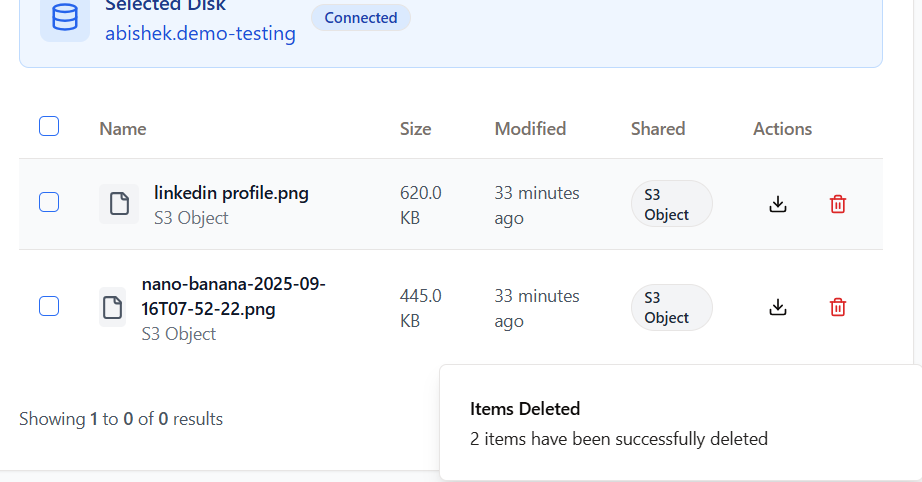 Selected Disk
abishek.demo-testing
Connected
Name Size Modified Shared Actions
linkedin profile.png
S3 Object
620.0
KB
33 minutes
ago
S3
Object
nano-banana-2025-09-
16T07-52-22.png
S3 Object
445.0
KB
33 minutes
ago
S3
Object
Showing 1 to 0 of 0 results
Items Deleted
2 items have been successfully deleted